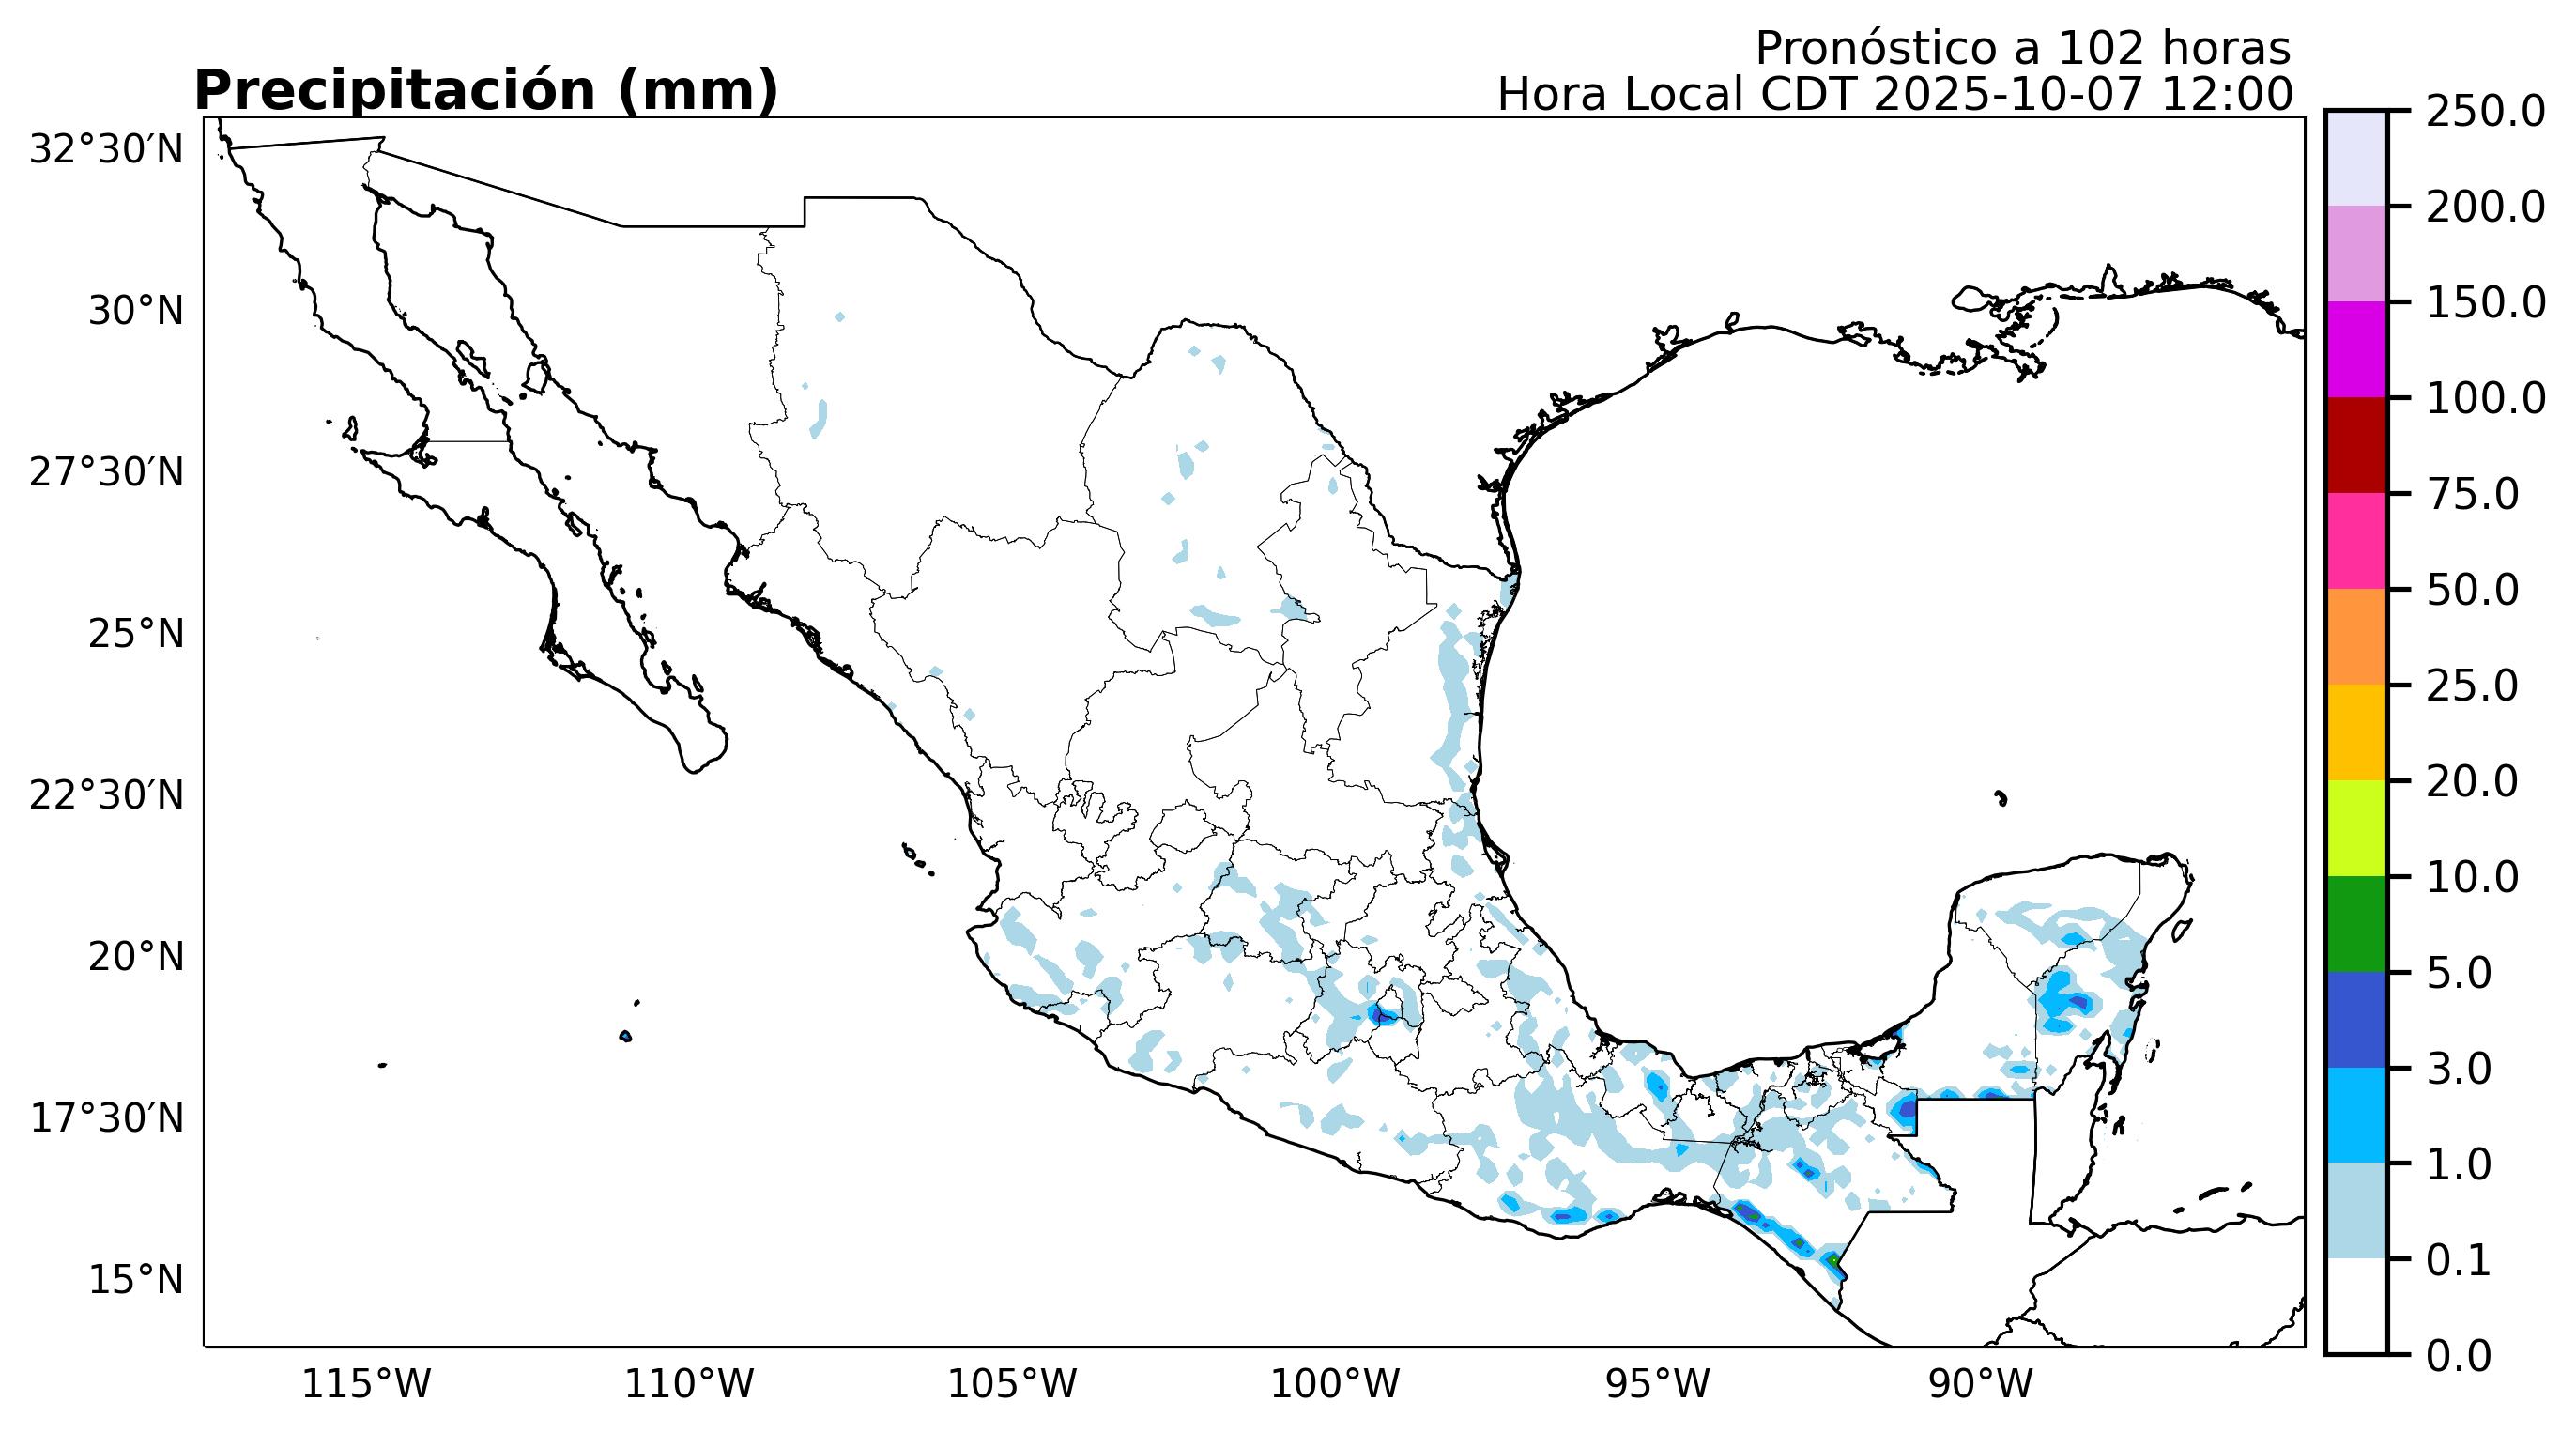 Pronóstico a 102 horas
Precipitación (mm)
Hora Local CDT 2025-10-07 12:00
32°30′N
30°N
27°30′N
25°N
22°30′N
20°N
17°30′N
15°N
115°W
110°W
105°W
100°W
95°W
90°W
250.0
200.0
150.0
100.0
75.0
50.0
25.0
20.0
10.0
5.0
3.0
1.0
0.1
0.0